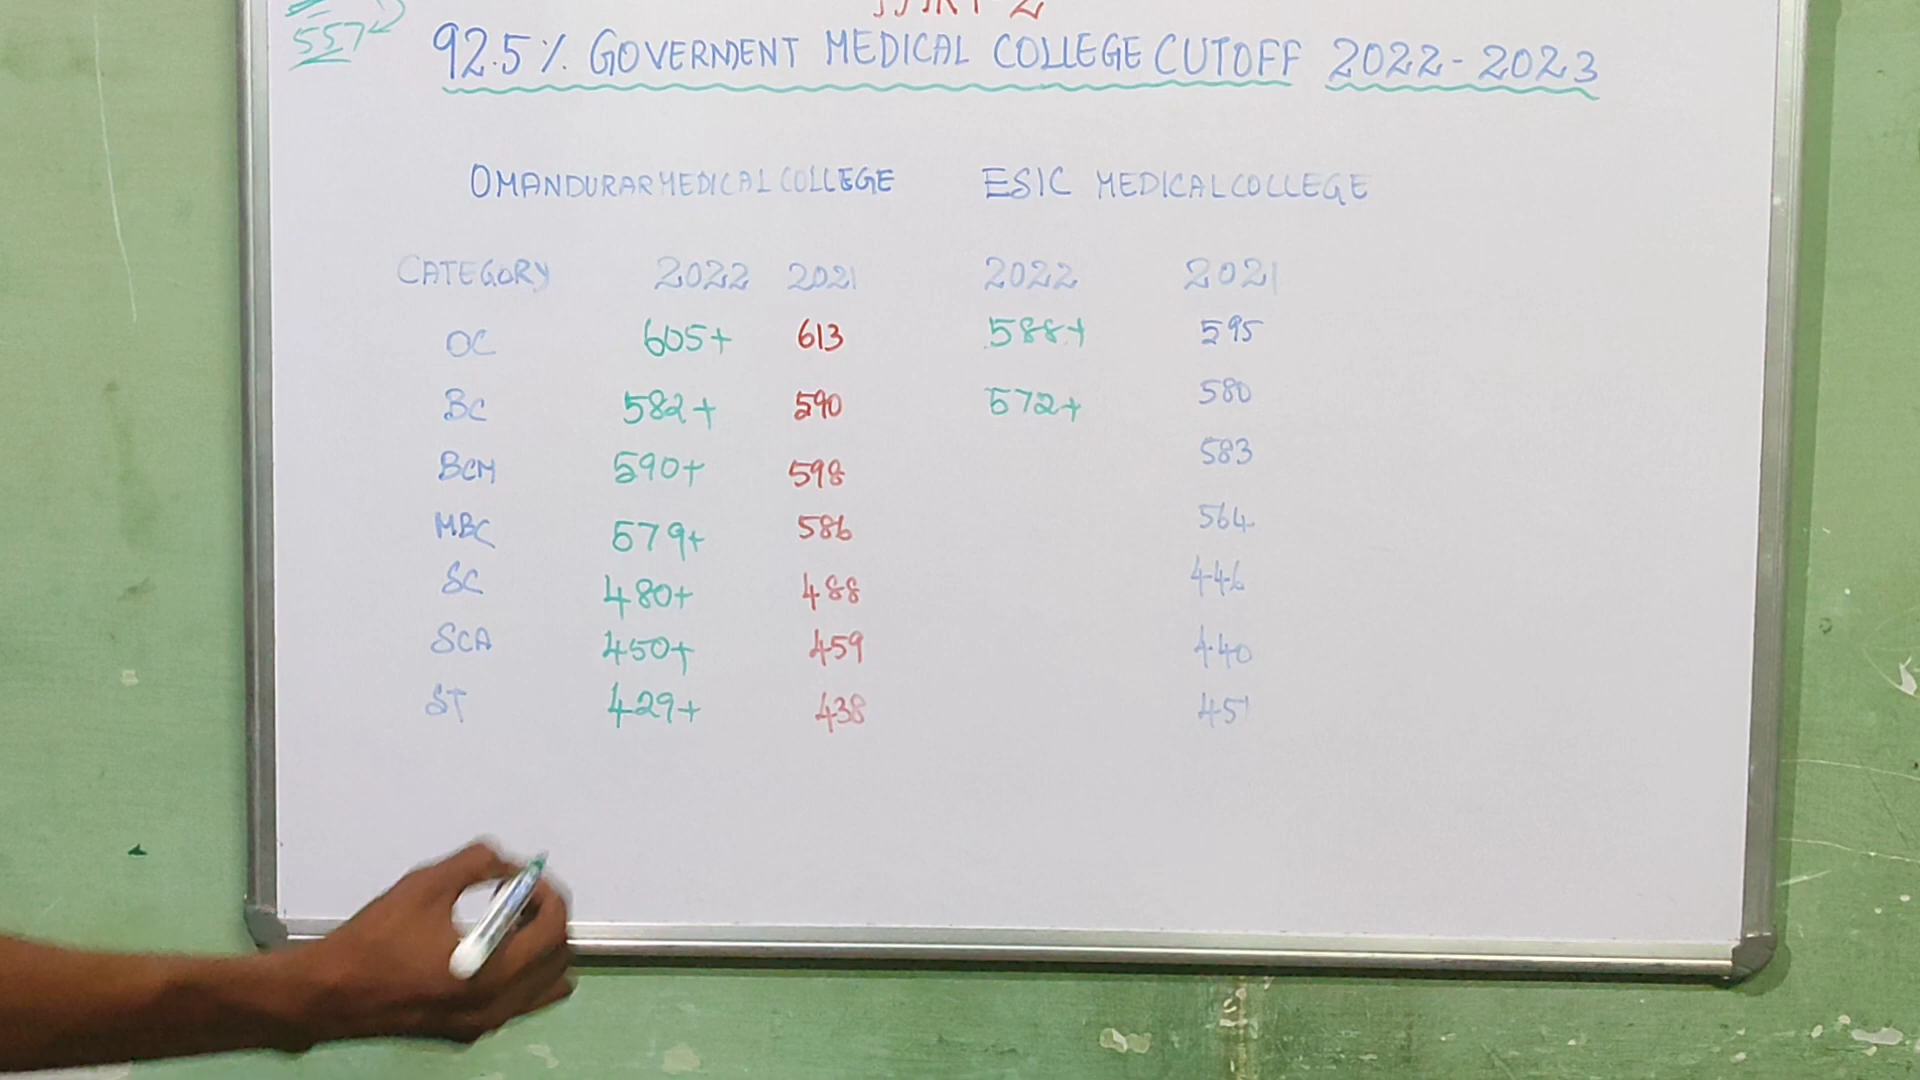 557
92.5% GOVERNMENT MEDICAL COLLEGE CUTOFF 2022-2023
OMANDURAR MEDICAL COLLEGE ESIC MEDICAL COLLEGE
CATEGORY 2022 2021 2022 2021
OC 605+ 613 588+ 595
BC 582+ 590 572+ 580
BCM 590+ 598 583
MBC 579+ 586 564
SC 480+ 488 446
SCA 450+ 459 440
ST 429+ 438 451